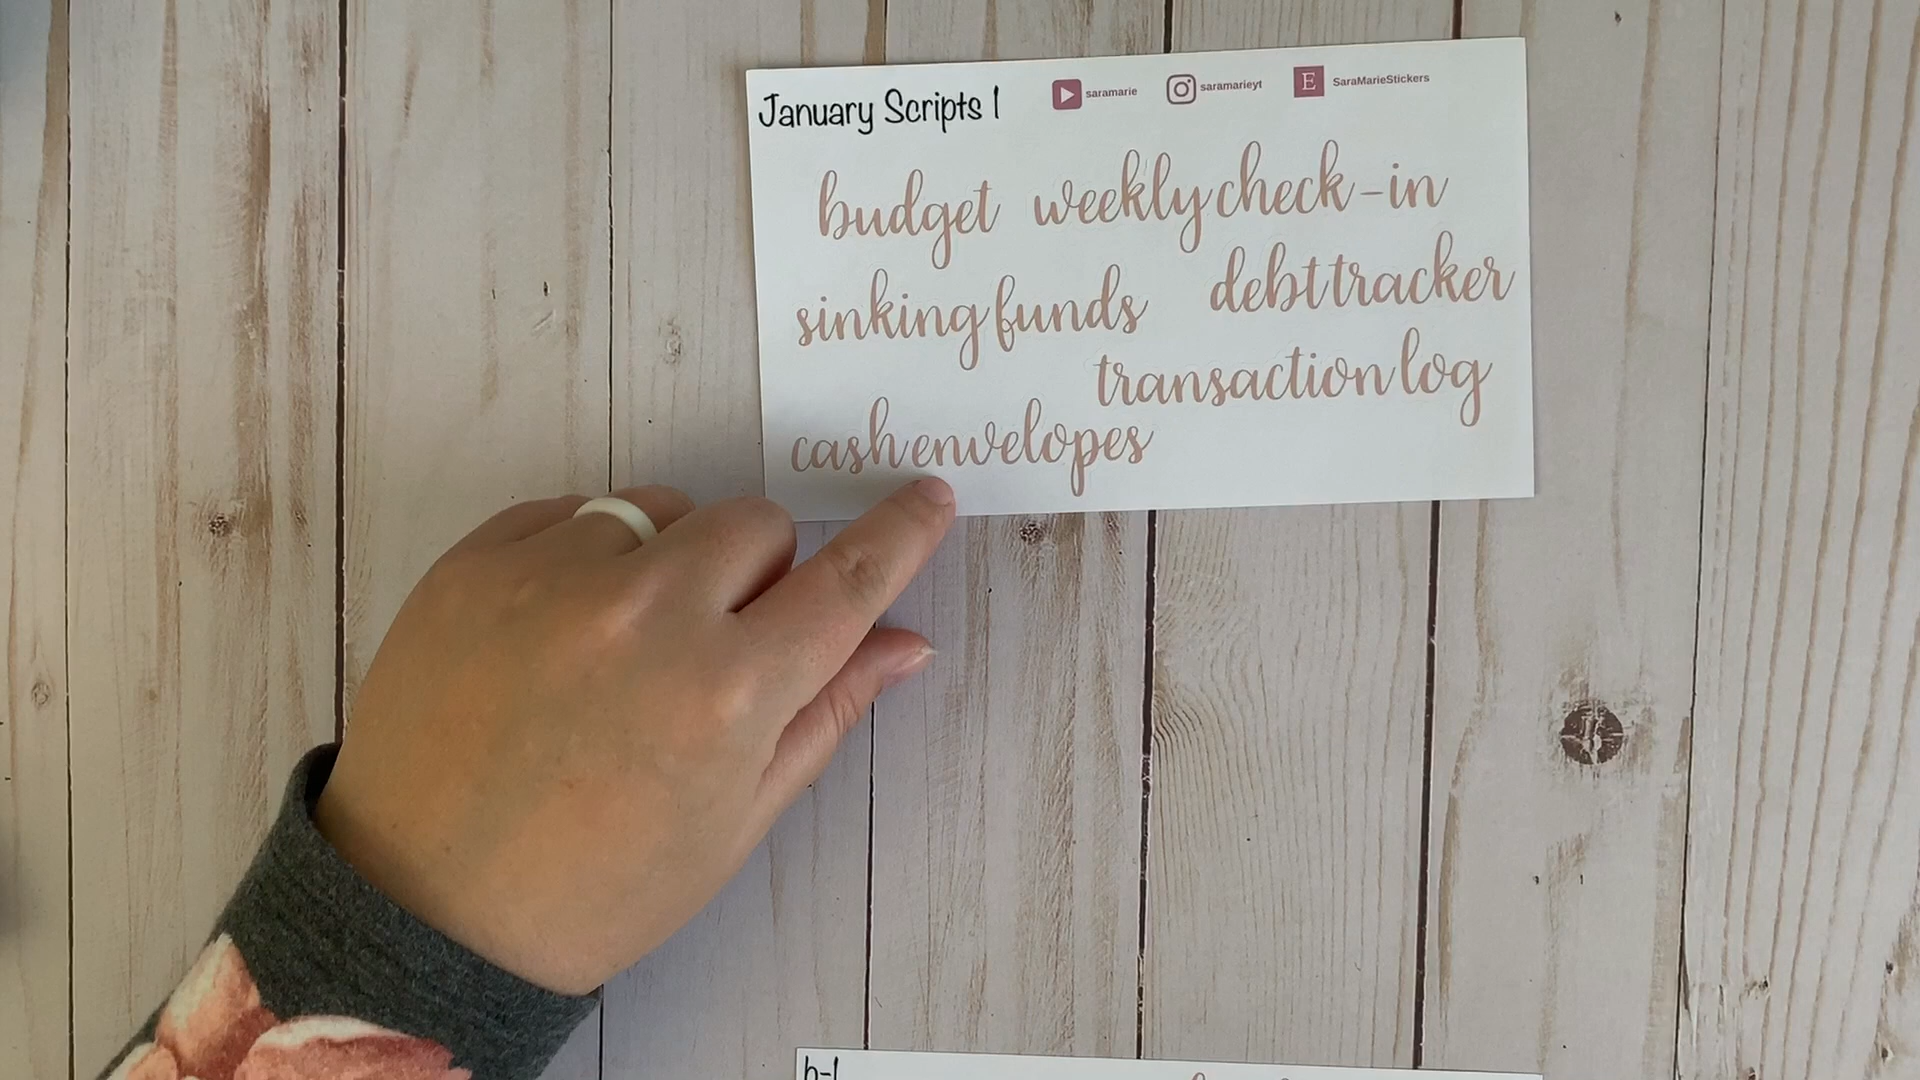 January Scripts 1
saramarie
saramarieyt
E
SaraMarieStickers
budget weekly check-in
sinking funds debt tracker
transaction log
cash envelopes